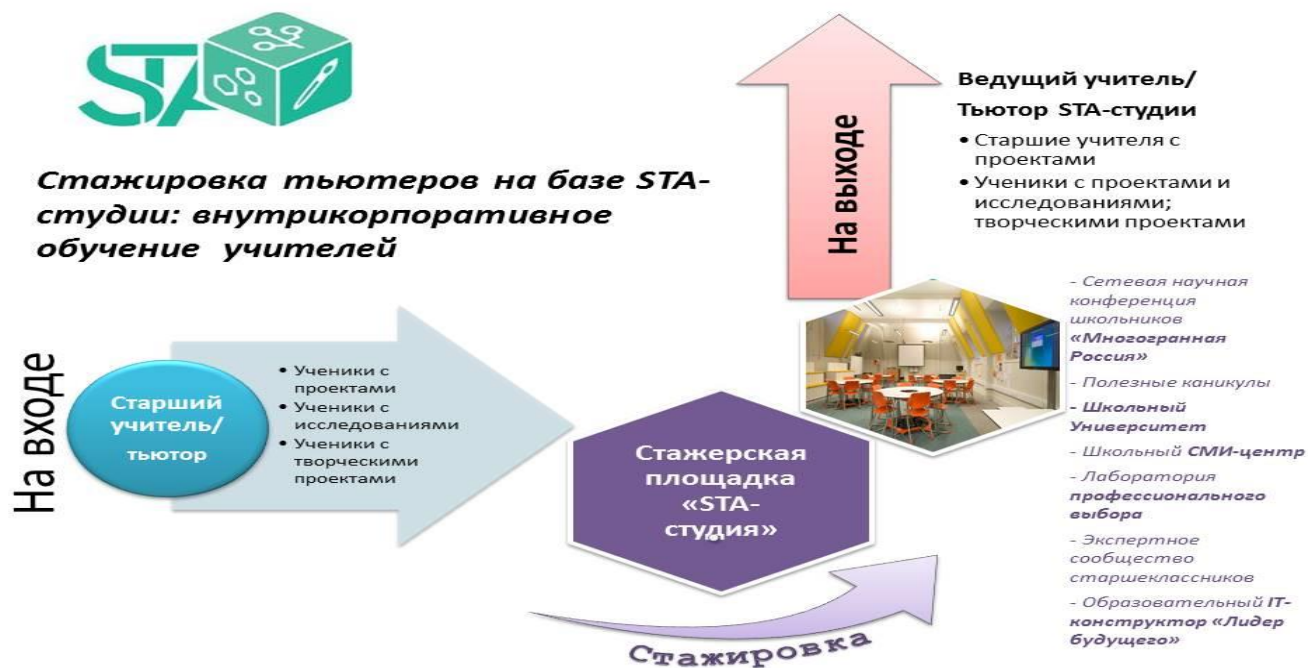 STA
Стажировка тьютеров на базе STA-
студии: внутрикорпоративное
обучение учителей
На входе
Старший
учитель/
тьютор
• Ученики с
проектами
• Ученики с
исследованиями
• Ученики с
творческими
проектами
Стажерская
площадка
«STA-
студия»
Стажировка
На выходе
Ведущий учитель/
Тьютор STA-студии
• Старшие учителя с
проектами
• Ученики с проектами и
исследованиями;
творческими проектами
- Сетевая научная
конференция
школьников
«Многогранная
Россия»
- Полезные каникулы
- Школьный
Университет
- Школьный СМИ-центр
- Лаборатория
профессионального
выбора
- Экспертное
сообщество
старшеклассников
- Образовательный IT-
конструктор «Лидер
будущего»